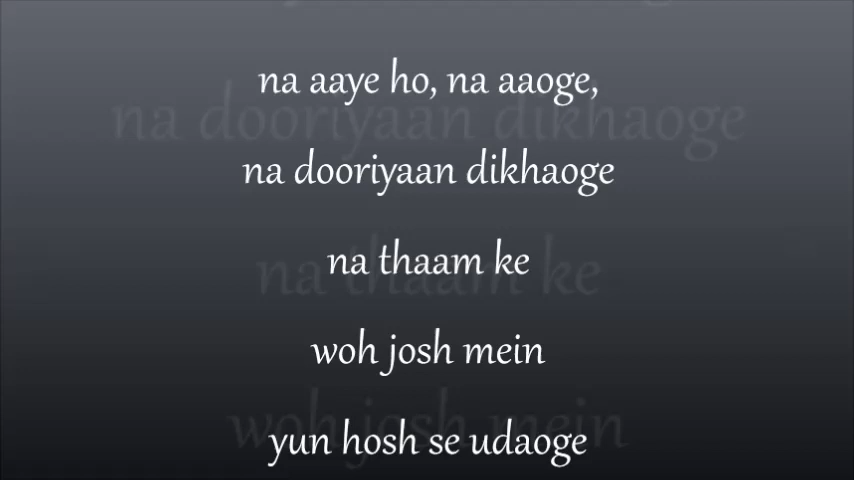 na aaye ho, na aaoge,
na dooriyaan dikhaoge
na thaam ke
woh josh mein
yun hosh se udaoge